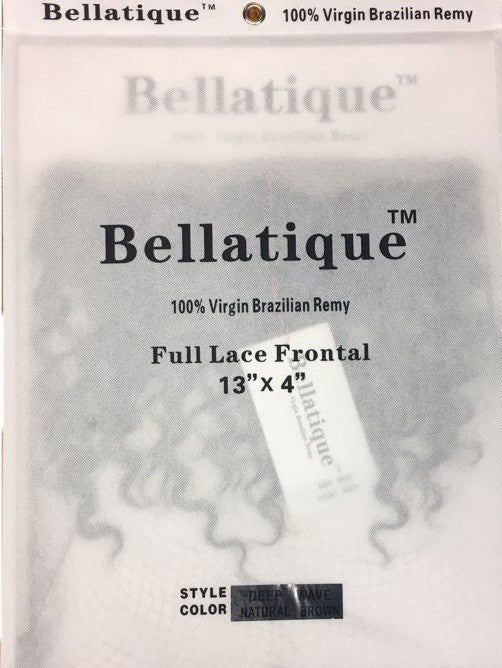 Bellatique™ 100% Virgin Brazilian Remy
Bellatique™
100% Virgin Brazilian Remy
Bellatique™
100% Virgin Brazilian Remy
Full Lace Frontal
13" X 4"
Bellatique™
STYLE DEEP WAVE
COLOR NATURAL BROWN